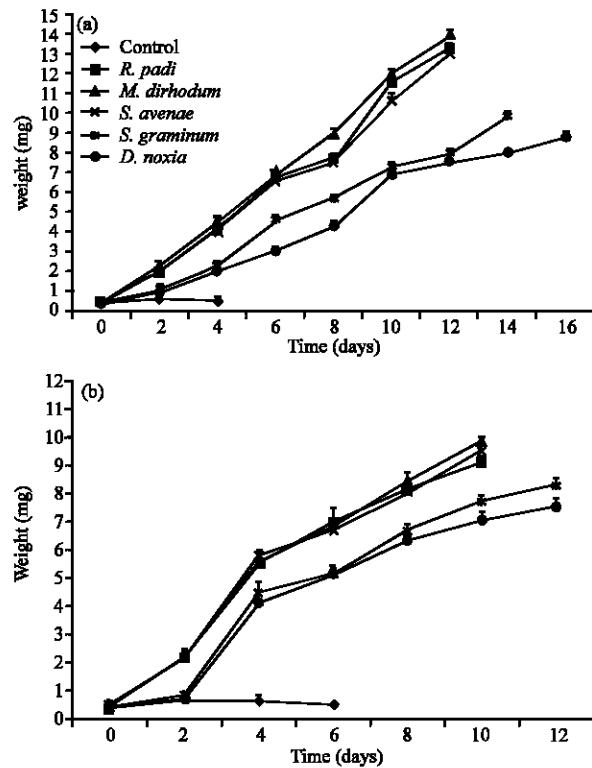 (a)
Control
R. padi
M. dirhodum
S. avenae
S. graminum
D. noxia
weight (mg)
15
14
13
12
11
10
9
8
7
6
5
4
3
2
1
0
0 2 4 6 8 10 12 14 16
Time (days)
(b)
Weight (mg)
12
11
10
9
8
7
6
5
4
3
2
1
0
0 2 4 6 8 10 12
Time (days)